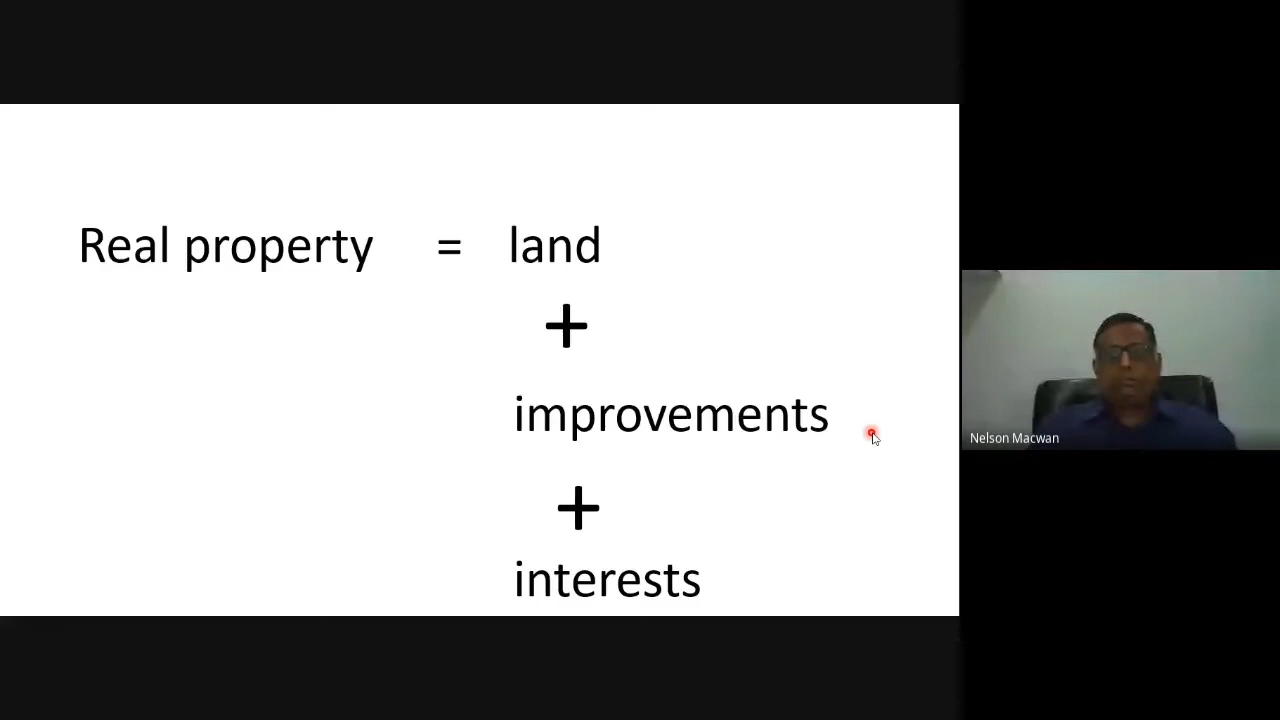 Real property = land
+
improvements
+
interests
Nelson Macwan